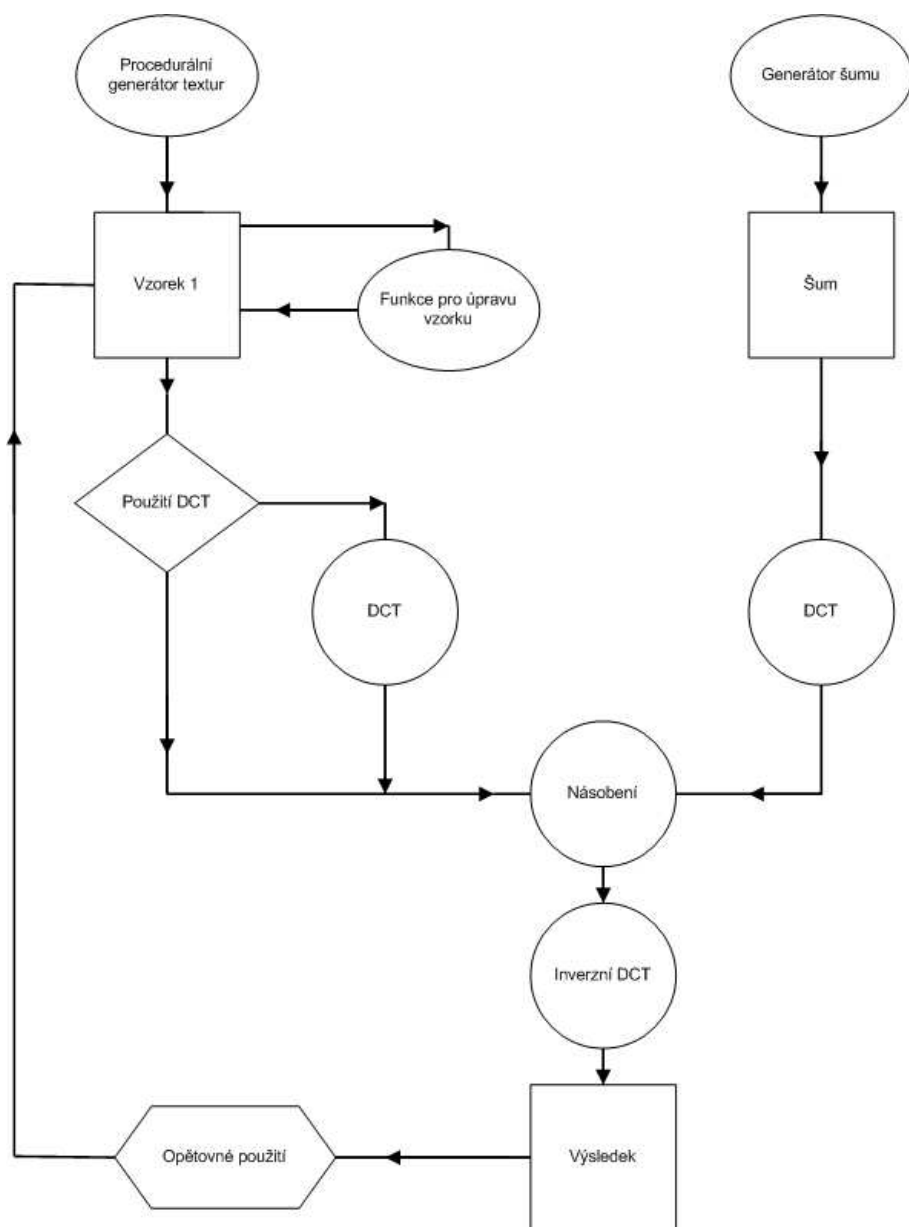 Procedurální
generátor textur
Generátor šumu
Vzorek 1
Funkce pro úpravu
vzorku
Šum
Použití DCT
DCT
DCT
Násobení
Inverzní DCT
Opětovné použití
Výsledek